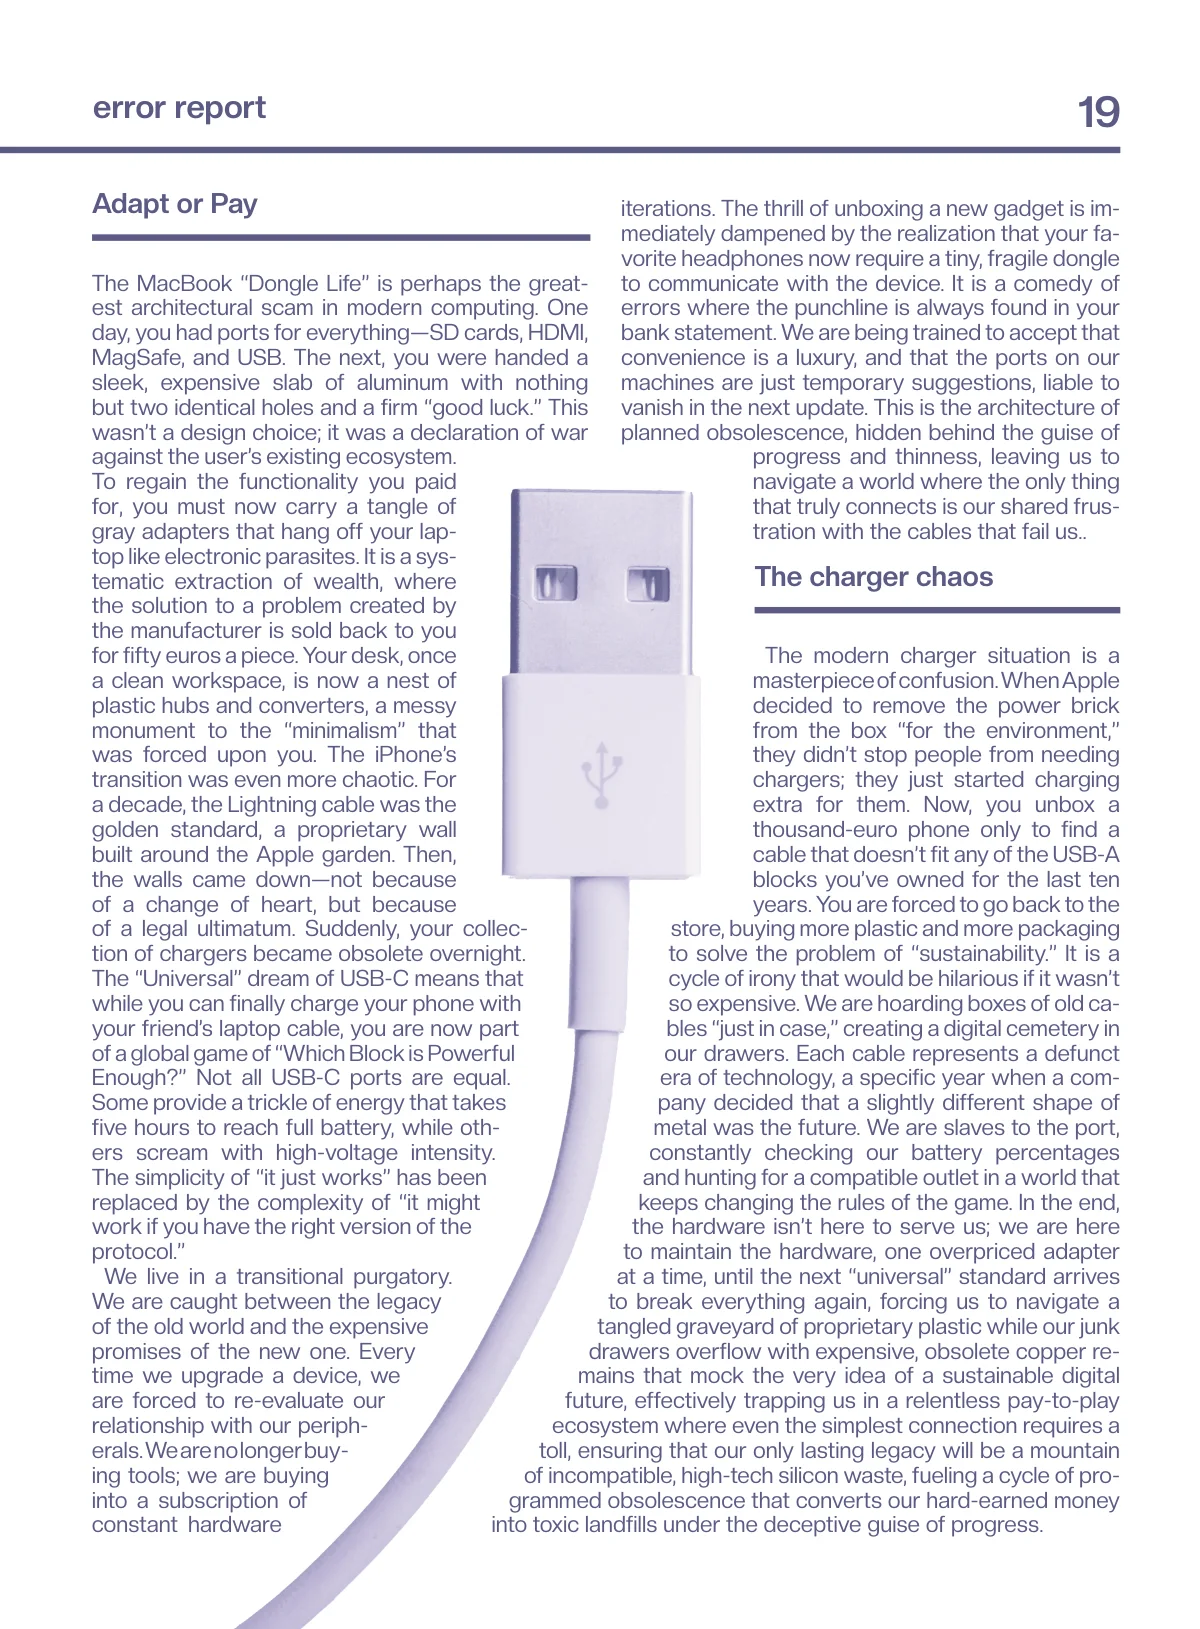 error report
19
Adapt or Pay
The MacBook “Dongle Life” is perhaps the great-
est architectural scam in modern computing. One
day, you had ports for everything—SD cards, HDMI,
MagSafe, and USB. The next, you were handed a
sleek, expensive slab of aluminum with nothing
but two identical holes and a firm “good luck.” This
wasn’t a design choice; it was a declaration of war
against the user’s existing ecosystem.
To regain the functionality you paid
for, you must now carry a tangle of
gray adapters that hang off your lap-
top like electronic parasites. It is a sys-
tematic extraction of wealth, where
the solution to a problem created by
the manufacturer is sold back to you
for fifty euros a piece. Your desk, once
a clean workspace, is now a nest of
plastic hubs and converters, a messy
monument to the “minimalism” that
was forced upon you. The iPhone’s
transition was even more chaotic. For
a decade, the Lightning cable was the
golden standard, a proprietary wall
built around the Apple garden. Then,
the walls came down—not because
of a change of heart, but because
of a legal ultimatum. Suddenly, your collec-
tion of chargers became obsolete overnight.
The “Universal” dream of USB-C means that
while you can finally charge your phone with
your friend’s laptop cable, you are now part
of a global game of “Which Block is Powerful
Enough?” Not all USB-C ports are equal.
Some provide a trickle of energy that takes
five hours to reach full battery, while oth-
ers scream with high-voltage intensity.
The simplicity of “it just works” has been
replaced by the complexity of “it might
work if you have the right version of the
protocol.”
We live in a transitional purgatory.
We are caught between the legacy
of the old world and the expensive
promises of the new one. Every
time we upgrade a device, we
are forced to re-evaluate our
relationship with our periph-
erals. We are no longer buy-
ing tools; we are buying
into a subscription of
constant hardware
iterations. The thrill of unboxing a new gadget is im-
mediately dampened by the realization that your fa-
vorite headphones now require a tiny, fragile dongle
to communicate with the device. It is a comedy of
errors where the punchline is always found in your
bank statement. We are being trained to accept that
convenience is a luxury, and that the ports on our
machines are just temporary suggestions, liable to
vanish in the next update. This is the architecture of
planned obsolescence, hidden behind the guise of
progress and thinness, leaving us to
navigate a world where the only thing
that truly connects is our shared frus-
tration with the cables that fail us..
The charger chaos
The modern charger situation is a
masterpiece of confusion. When Apple
decided to remove the power brick
from the box “for the environment,”
they didn’t stop people from needing
chargers; they just started charging
extra for them. Now, you unbox a
thousand-euro phone only to find a
cable that doesn’t fit any of the USB-A
blocks you’ve owned for the last ten
years. You are forced to go back to the
store, buying more plastic and more packaging
to solve the problem of “sustainability.” It is a
cycle of irony that would be hilarious if it wasn’t
so expensive. We are hoarding boxes of old ca-
bles “just in case,” creating a digital cemetery in
our drawers. Each cable represents a defunct
era of technology, a specific year when a com-
pany decided that a slightly different shape of
metal was the future. We are slaves to the port,
constantly checking our battery percentages
and hunting for a compatible outlet in a world that
keeps changing the rules of the game. In the end,
the hardware isn’t here to serve us; we are here
to maintain the hardware, one overpriced adapter
at a time, until the next “universal” standard arrives
to break everything again, forcing us to navigate a
tangled graveyard of proprietary plastic while our junk
drawers overflow with expensive, obsolete copper re-
mains that mock the very idea of a sustainable digital
future, effectively trapping us in a relentless pay-to-play
ecosystem where even the simplest connection requires a
toll, ensuring that our only lasting legacy will be a mountain
of incompatible, high-tech silicon waste, fueling a cycle of pro-
grammed obsolescence that converts our hard-earned money
into toxic landfills under the deceptive guise of progress.